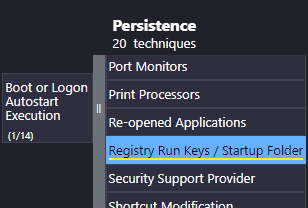 Persistence
20 techniques
Boot or Logon
Autostart
Execution
(1/14)
Port Monitors
Print Processors
Re-opened Applications
Registry Run Keys / Startup Folder
Security Support Provider
Shortcut Modification